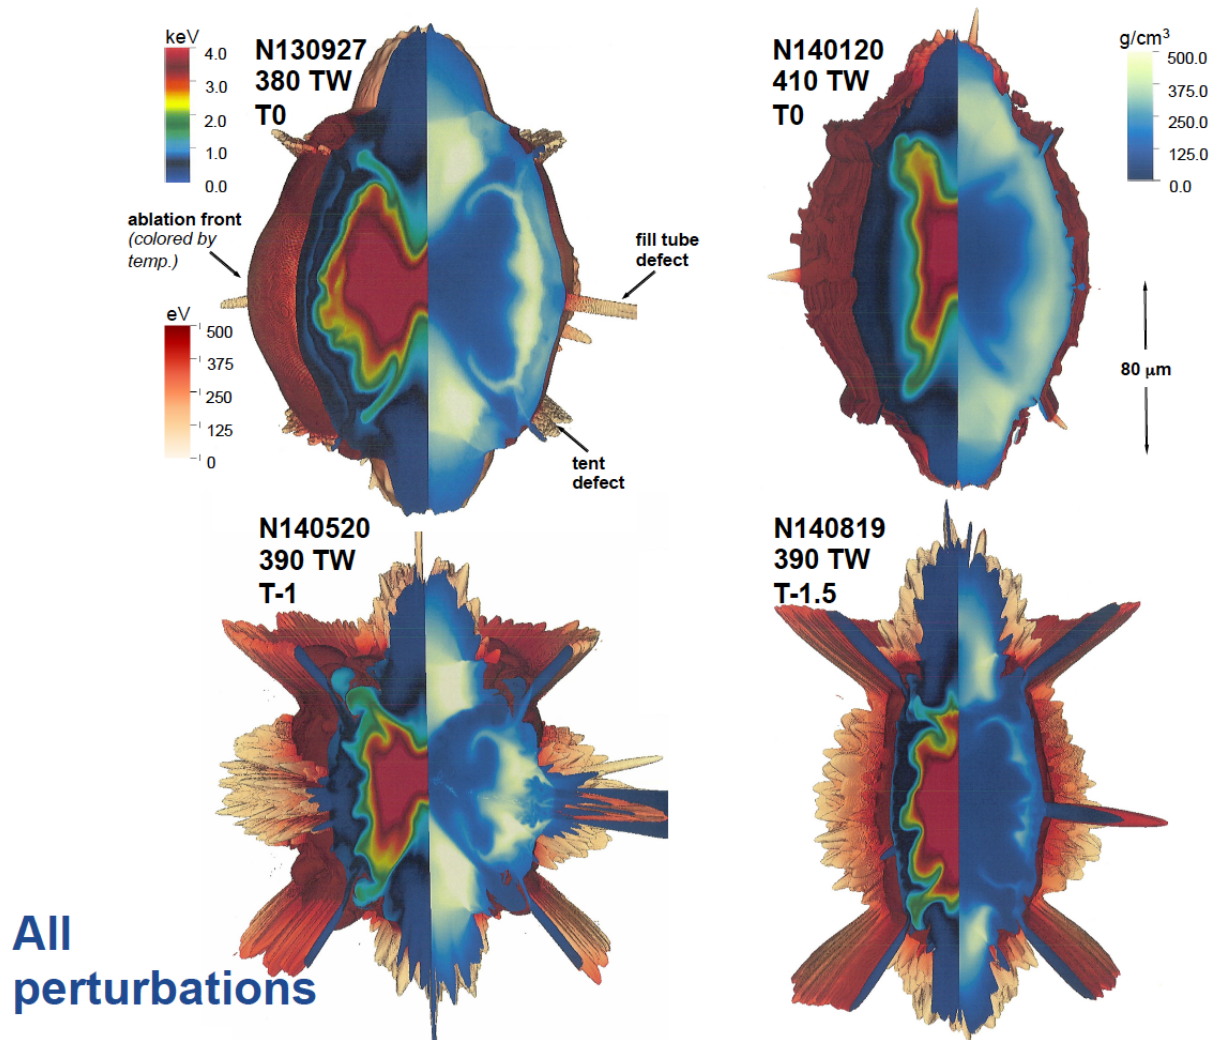 keV
4.0
3.0
2.0
1.0
0.0
N130927
380 TW
T0
N140120
410 TW
T0
g/cm3
500.0
375.0
250.0
125.0
0.0
ablation front
(colored by
temp.)
eV
500
375
250
125
0
fill tube
defect
tent
defect
80 μm
N140520
390 TW
T-1
N140819
390 TW
T-1.5
All
perturbations